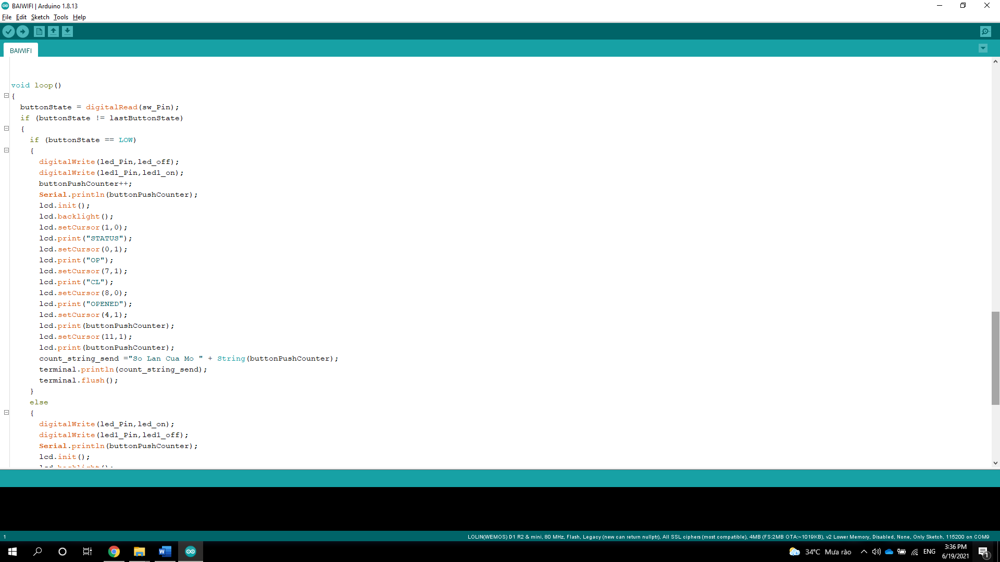 BAIWIFI | Arduino 1.8.13
File Edit Sketch Tools Help
BAIWIFI
void loop()
{
buttonState = digitalRead(sw_Pin);
if (buttonState != lastButtonState)
{
if (buttonState == LOW)
{
digitalWrite(led_Pin,led_off);
digitalWrite(led1_Pin,led1_on);
buttonPushCounter++;
Serial.println(buttonPushCounter);
lcd.init();
lcd.backlight();
lcd.setCursor(1,0);
lcd.print("STATUS");
lcd.setCursor(0,1);
lcd.print("OP");
lcd.setCursor(7,1);
lcd.print("CL");
lcd.setCursor(8,0);
lcd.print("OPENED");
lcd.setCursor(4,1);
lcd.print(buttonPushCounter);
lcd.setCursor(11,1);
lcd.print(buttonPushCounter);
count_string_send ="So Lan Cua Mo " + String(buttonPushCounter);
terminal.println(count_string_send);
terminal.flush();
}
else
{
digitalWrite(led_Pin,led_on);
digitalWrite(led1_Pin,led1_off);
Serial.println(buttonPushCounter);
lcd.init();
1 LOLIN(WEMOS) D1 R2 & mini, 80 MHz, Flash, Legacy (new can return nullptr), All SSL ciphers (most compatible), 4MB (FS:2MB OTA:~1019KB), v2 Lower Memory, Disabled, None, Only Sketch, 115200 on COM9
34°C Mưa rào ENG 3:36 PM
6/19/2021 1